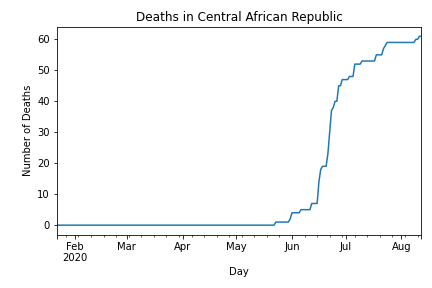 Deaths in Central African Republic
Number of Deaths
60
50
40
30
20
10
0
Feb Mar Apr May Jun Jul Aug
2020
Day